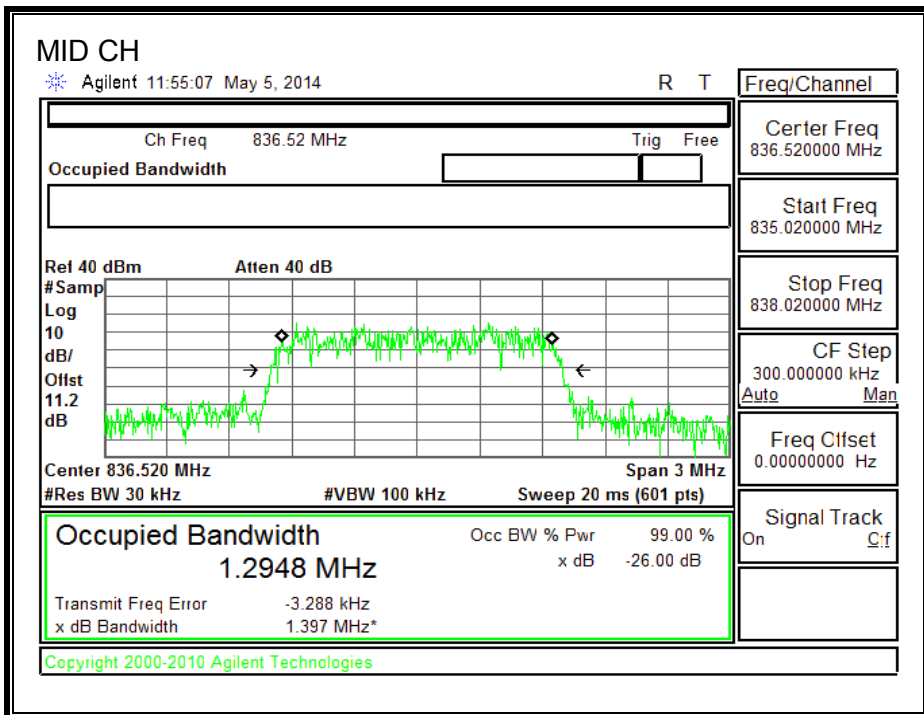 MID CH
Agilent 11:55:07 May 5, 2014 R T
Freq/Channel
Ch Freq 836.52 MHz Trig Free
Occupied Bandwidth
Center Freq
836.520000 MHz
Start Freq
835.020000 MHz
Stop Freq
838.020000 MHz
CF Step
300.000000 kHz
Auto Man
Freq Offset
0.00000000 Hz
Signal Track
On Off
Ref 40 dBm Atten 40 dB
#Samp
Log
10
dB/
Offst
11.2
dB
Center 836.520 MHz Span 3 MHz
#Res BW 30 kHz #VBW 100 kHz Sweep 20 ms (601 pts)
Occupied Bandwidth
1.2948 MHz
Occ BW % Pwr 99.00 %
x dB -26.00 dB
Transmit Freq Error -3.288 kHz
x dB Bandwidth 1.397 MHz*
Copyright 2000-2010 Agilent Technologies